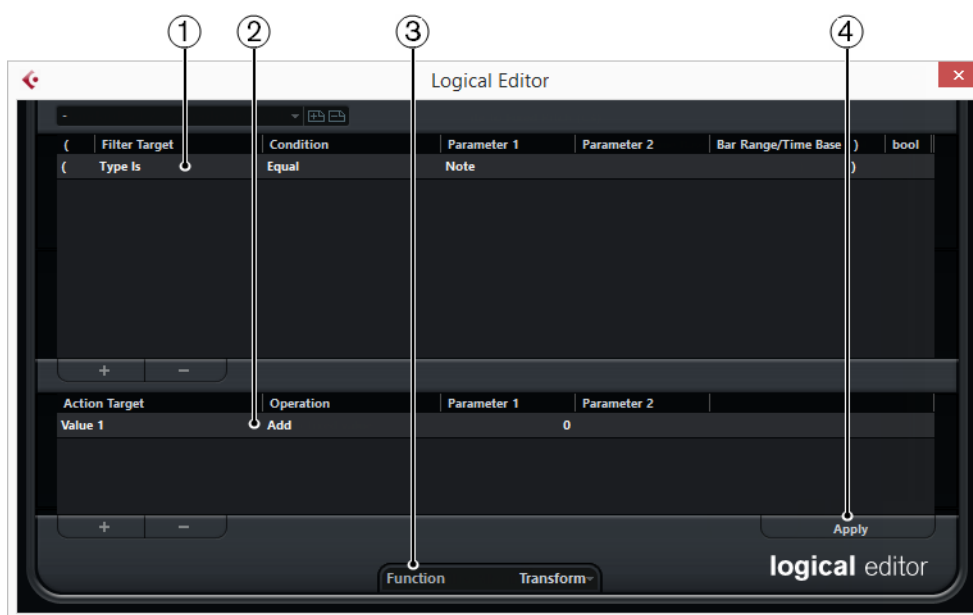 1 2 3 4
Logical Editor
-
( Filter Target Condition Parameter 1 Parameter 2 Bar Range/Time Base ) bool
( Type Is Equal Note )
+ −
Action Target Operation Parameter 1 Parameter 2
Value 1 Add 0
+ − Apply
logical editor
Function Transform